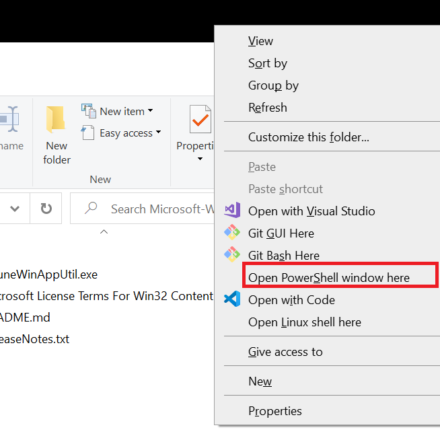 View
Sort by
Group by
Refresh
Customize this folder...
Paste
Paste shortcut
Open with Visual Studio
Git GUI Here
Git Bash Here
Open PowerShell window here
Open with Code
Open Linux shell here
Give access to
New
Properties
name
New folder
New item
Easy access
New
Properti
Search Microsoft-W
uneWinAppUtil.exe
crosoft License Terms For Win32 Content
ADME.md
leaseNotes.txt